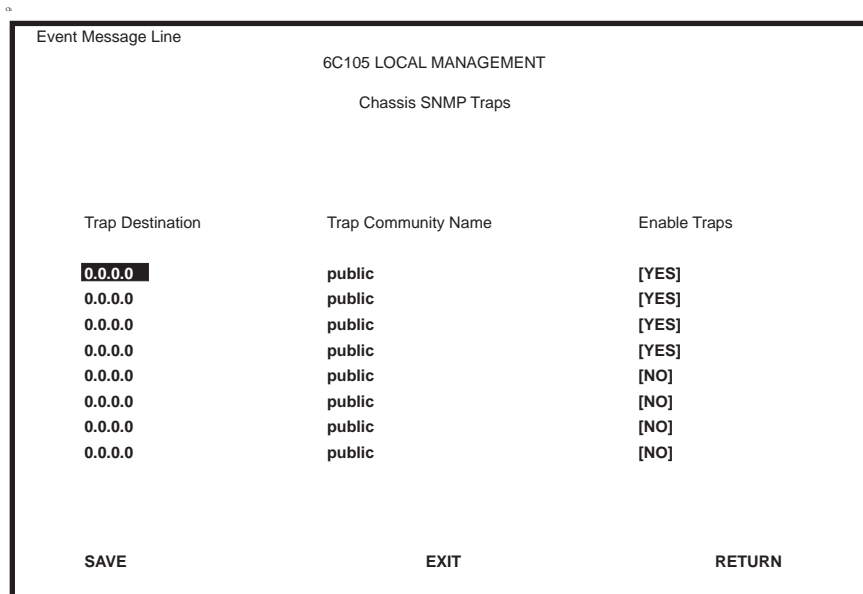 Event Message Line
6C105 LOCAL MANAGEMENT
Chassis SNMP Traps
Trap Destination Trap Community Name Enable Traps
0.0.0.0 public [YES]
0.0.0.0 public [YES]
0.0.0.0 public [YES]
0.0.0.0 public [YES]
0.0.0.0 public [NO]
0.0.0.0 public [NO]
0.0.0.0 public [NO]
0.0.0.0 public [NO]
SAVE EXIT RETURN